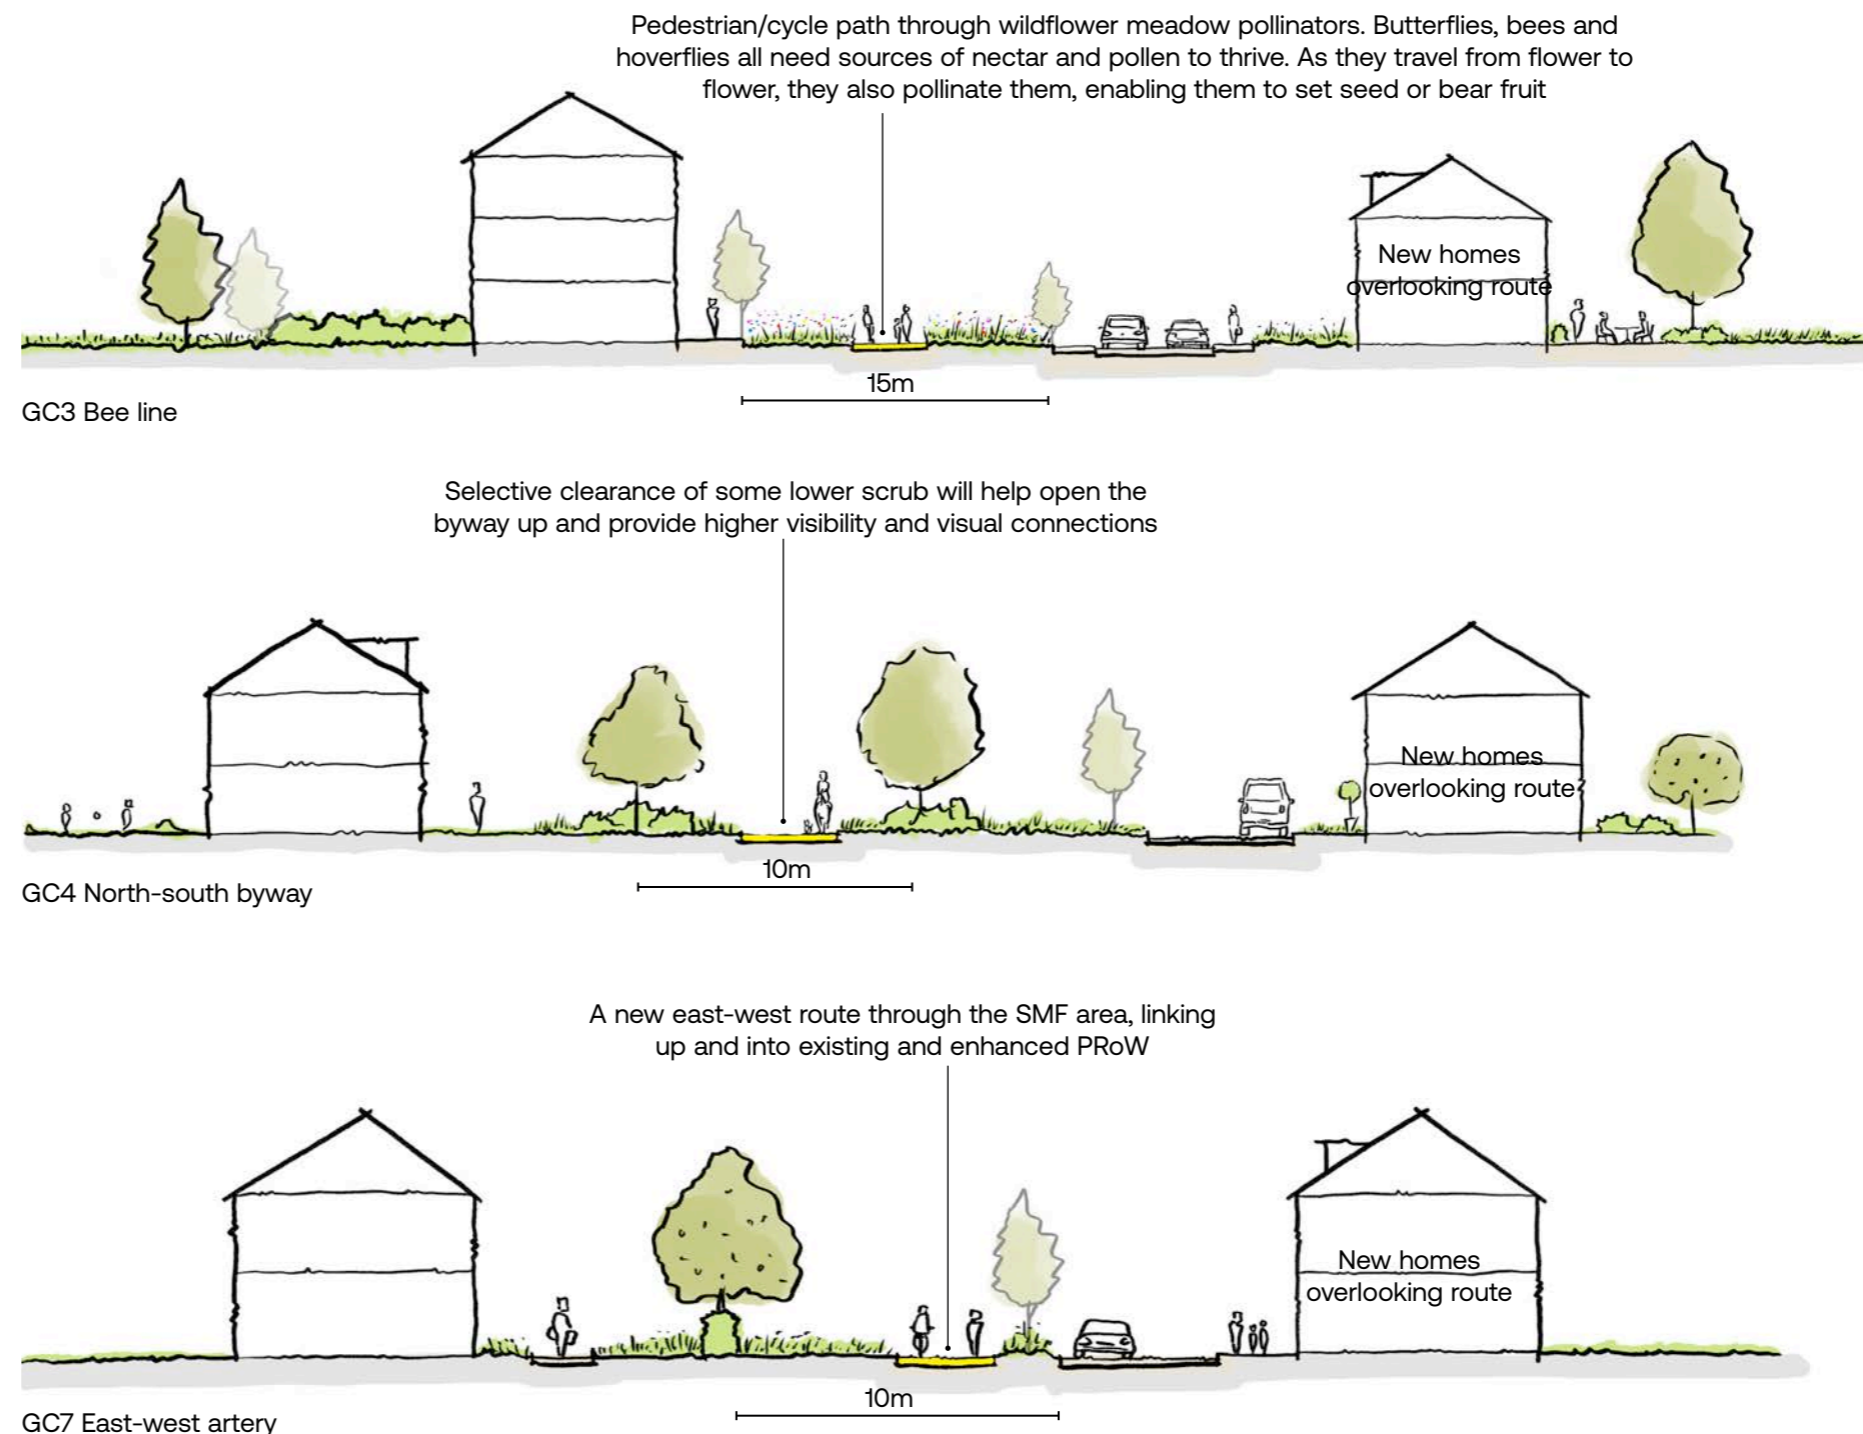 Pedestrian/cycle path through wildflower meadow pollinators. Butterflies, bees and
hoverflies all need sources of nectar and pollen to thrive. As they travel from flower to
flower, they also pollinate them, enabling them to set seed or bear fruit
New homes
overlooking route
15m
GC3 Bee line
Selective clearance of some lower scrub will help open the
byway up and provide higher visibility and visual connections
New homes
overlooking route
10m
GC4 North-south byway
A new east-west route through the SMF area, linking
up and into existing and enhanced PRoW
New homes
overlooking route
10m
GC7 East-west artery